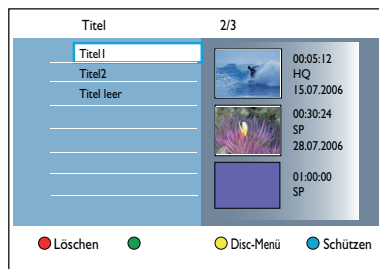 Titel 2/3
Titel1
Titel2
Titel leer
00:05:12
HQ
15.07.2006
00:30:24
SP
28.07.2006
01:00:00
SP
Löschen Disc-Menü Schützen